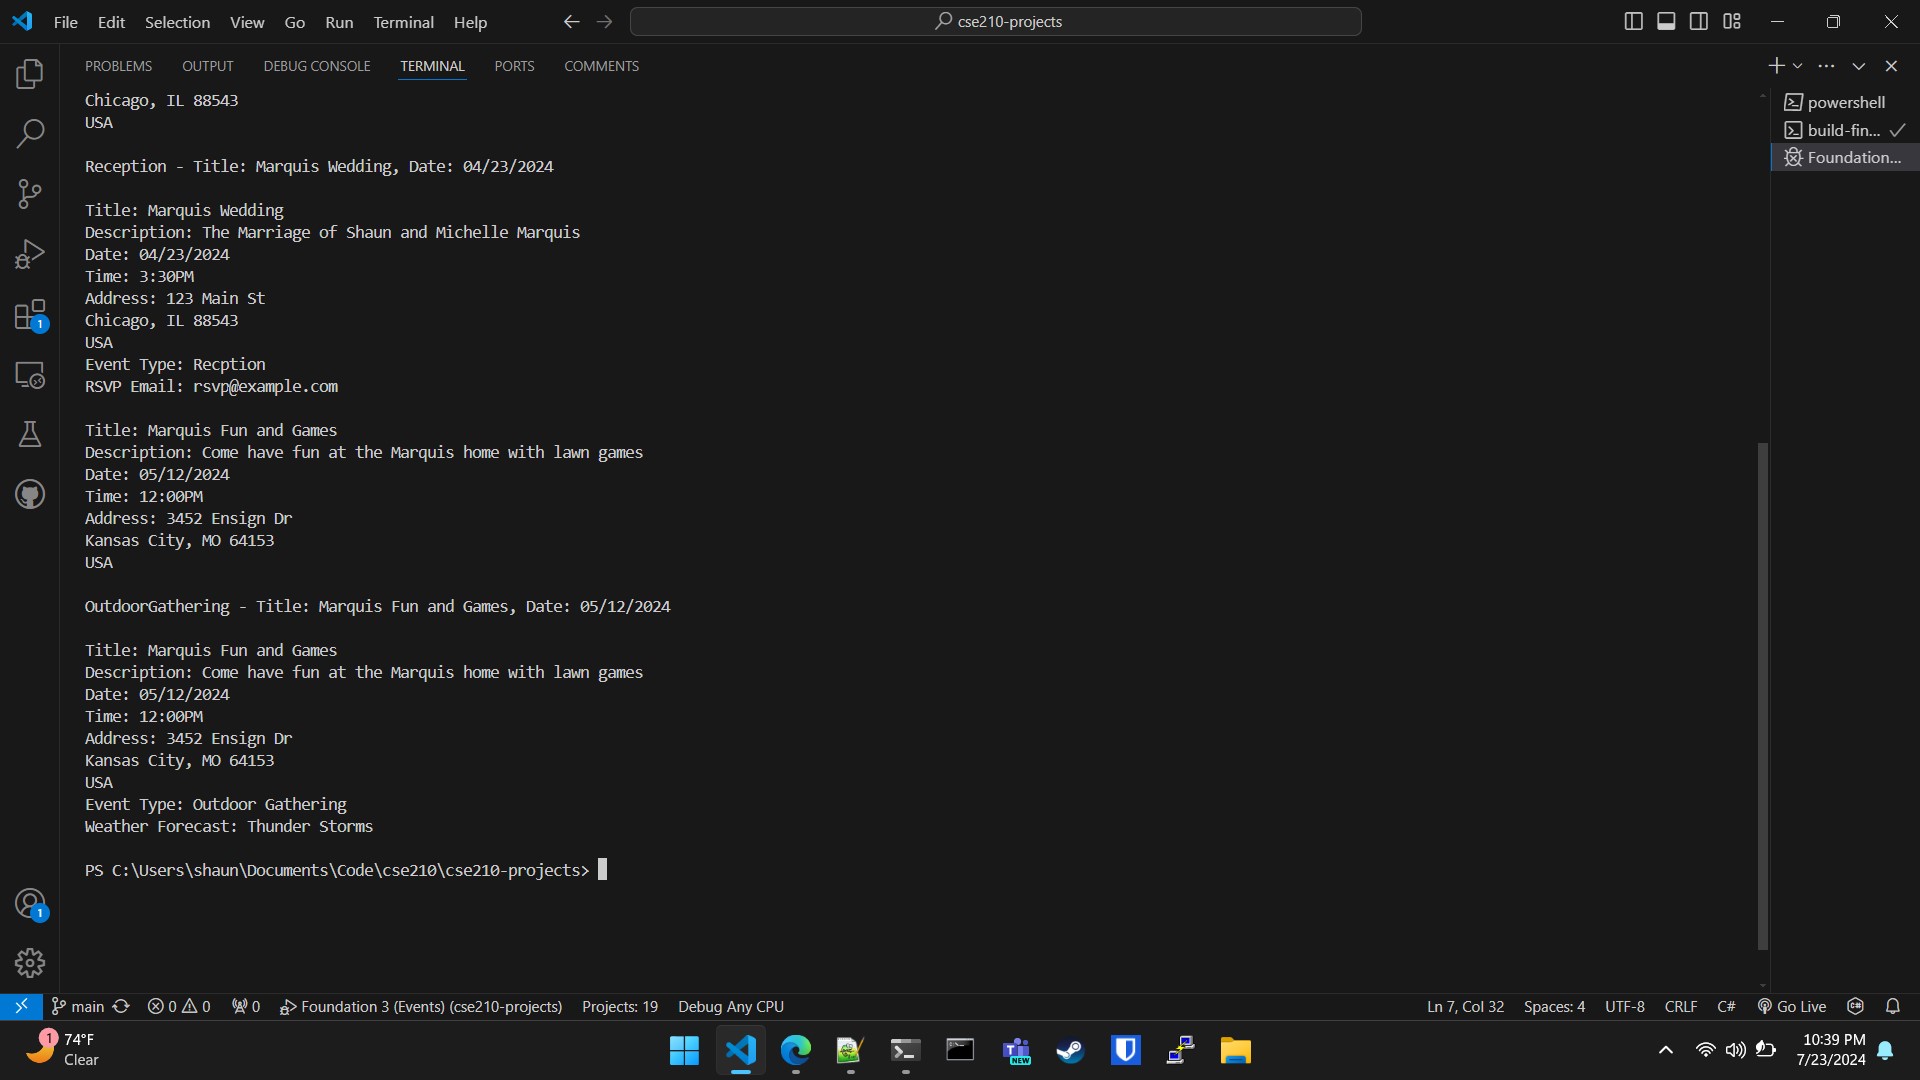 File Edit Selection View Go Run Terminal Help
cse210-projects
PROBLEMS OUTPUT DEBUG CONSOLE TERMINAL PORTS COMMENTS
powershell
build-fin...
Foundation...
Chicago, IL 88543
USA
Reception - Title: Marquis Wedding, Date: 04/23/2024
Title: Marquis Wedding
Description: The Marriage of Shaun and Michelle Marquis
Date: 04/23/2024
Time: 3:30PM
Address: 123 Main St
Chicago, IL 88543
USA
Event Type: Recption
RSVP Email: rsvp@example.com
Title: Marquis Fun and Games
Description: Come have fun at the Marquis home with lawn games
Date: 05/12/2024
Time: 12:00PM
Address: 3452 Ensign Dr
Kansas City, MO 64153
USA
OutdoorGathering - Title: Marquis Fun and Games, Date: 05/12/2024
Title: Marquis Fun and Games
Description: Come have fun at the Marquis home with lawn games
Date: 05/12/2024
Time: 12:00PM
Address: 3452 Ensign Dr
Kansas City, MO 64153
USA
Event Type: Outdoor Gathering
Weather Forecast: Thunder Storms
PS C:\Users\shaun\Documents\Code\cse210\cse210-projects>
1
1
main 0 0 0 Foundation 3 (Events) (cse210-projects) Projects: 19 Debug Any CPU Ln 7, Col 32 Spaces: 4 UTF-8 CRLF C# Go Live
1
74°F
Clear
NEW
10:39 PM
7/23/2024